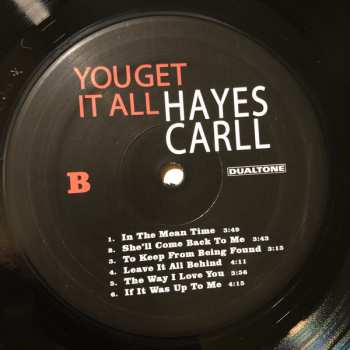 YOU GET
IT ALL HAYES
CARLL
B
DUALTONE
1. In The Mean Time 3:49
2. She'll Come Back To Me 3:43
3. To Keep From Being Found 3:13
4. Leave It All Behind 4:11
5. The Way I Love You 3:56
6. If It Was Up To Me 4:15